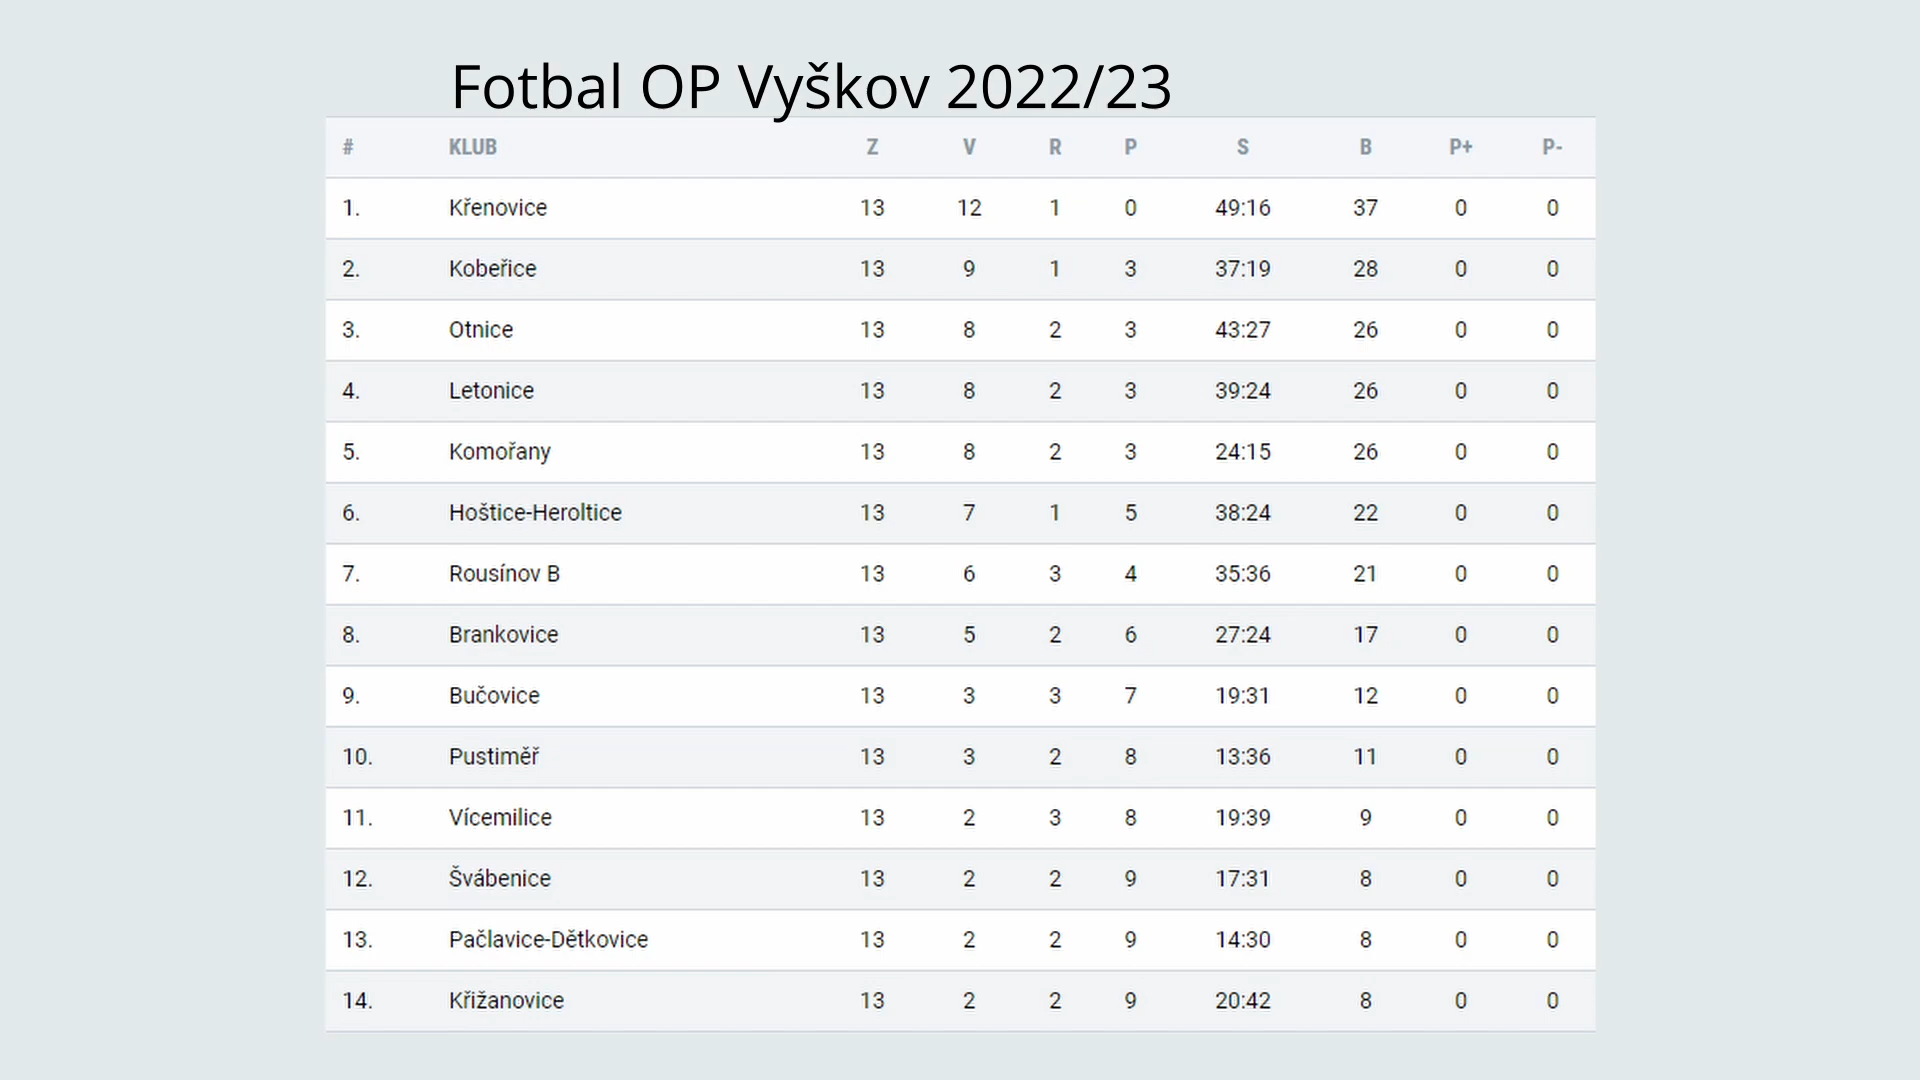 Fotbal OP Vyškov 2022/23
# KLUB Z V R P S B P+ P-
1. Křenovice 13 12 1 0 49:16 37 0 0
2. Kobeřice 13 9 1 3 37:19 28 0 0
3. Otnice 13 8 2 3 43:27 26 0 0
4. Letonice 13 8 2 3 39:24 26 0 0
5. Komořany 13 8 2 3 24:15 26 0 0
6. Hoštice-Heroltice 13 7 1 5 38:24 22 0 0
7. Rousínov B 13 6 3 4 35:36 21 0 0
8. Brankovice 13 5 2 6 27:24 17 0 0
9. Bučovice 13 3 3 7 19:31 12 0 0
10. Pustiměř 13 3 2 8 13:36 11 0 0
11. Vícemilice 13 2 3 8 19:39 9 0 0
12. Švábenice 13 2 2 9 17:31 8 0 0
13. Pačlavice-Dětkovice 13 2 2 9 14:30 8 0 0
14. Křižanovice 13 2 2 9 20:42 8 0 0